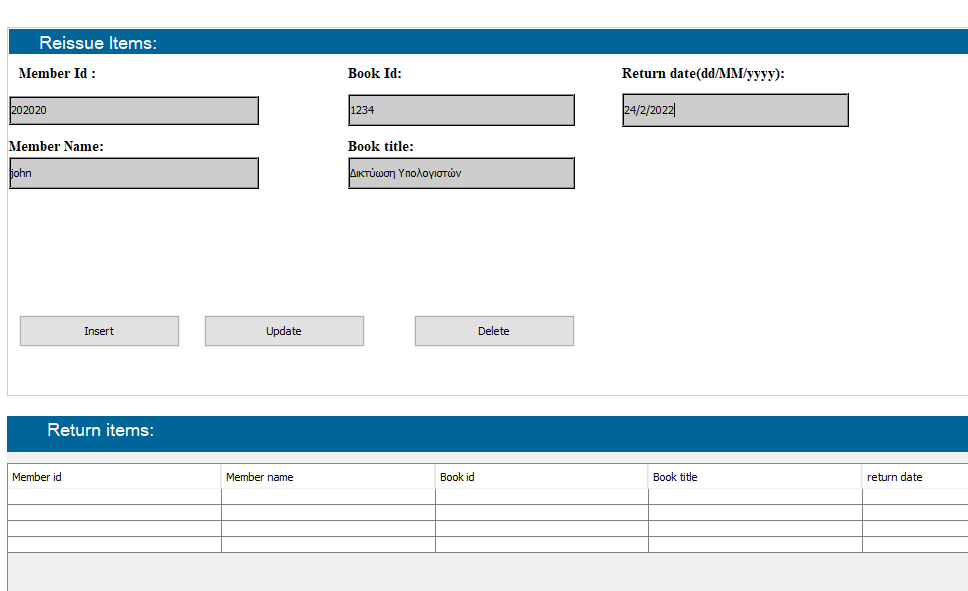 Reissue Items:
Member Id : Book Id: Return date(dd/MM/yyyy):
202020 1234 24/2/2022
Member Name: Book title:
john Δικτύωση Υπολογιστών
Insert Update Delete
Return items:
Member id Member name Book id Book title return date